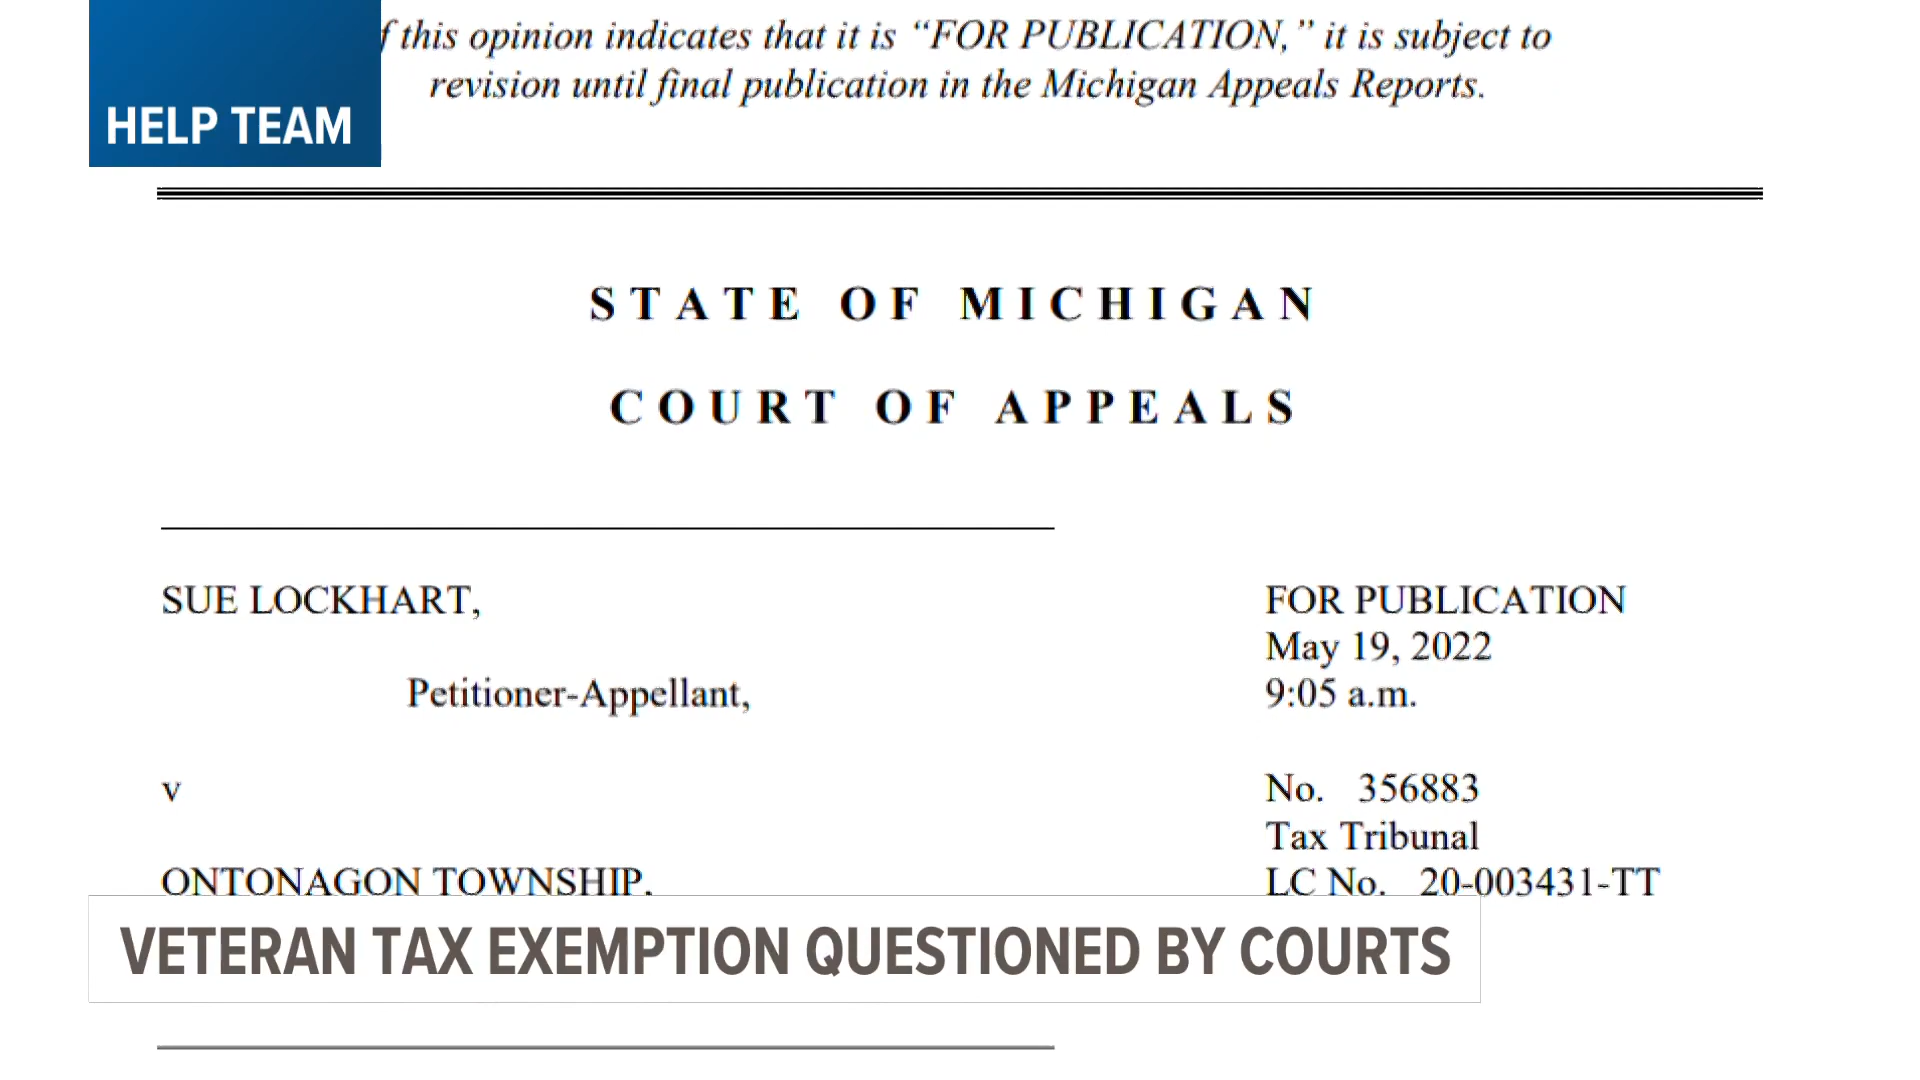 f this opinion indicates that it is “FOR PUBLICATION,” it is subject to
revision until final publication in the Michigan Appeals Reports.
HELP TEAM
STATE OF MICHIGAN
COURT OF APPEALS
SUE LOCKHART,
Petitioner-Appellant,
v
ONTONAGON TOWNSHIP,
FOR PUBLICATION
May 19, 2022
9:05 a.m.
No. 356883
Tax Tribunal
LC No. 20-003431-TT
VETERAN TAX EXEMPTION QUESTIONED BY COURTS